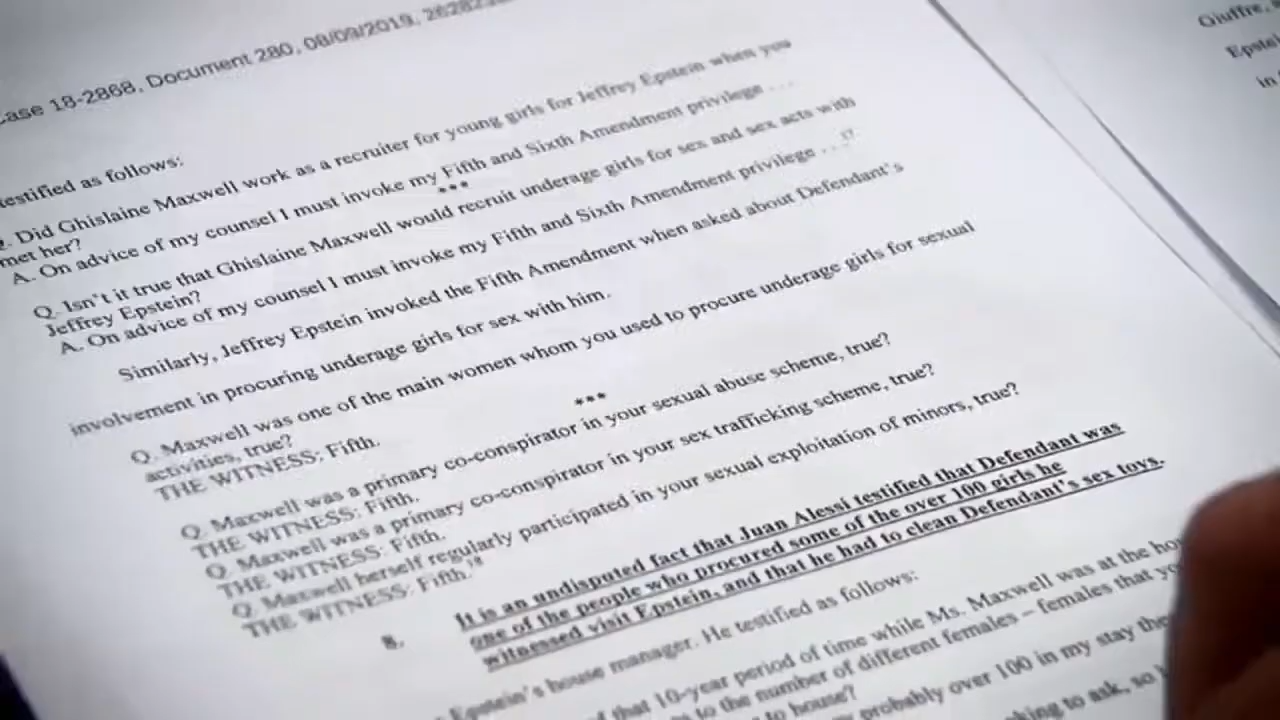 Case 18-2868, Document 280, 08/09/2019, 262823
testified as follows:
Q. Did Ghislaine Maxwell work as a recruiter for young girls for Jeffrey Epstein when you
met her?
A. On advice of my counsel I must invoke my Fifth and Sixth Amendment privilege . . .
***
Q. Isn't it true that Ghislaine Maxwell would recruit underage girls for sex and sex acts with
Jeffrey Epstein?
A. On advice of my counsel I must invoke my Fifth and Sixth Amendment privilege . . ."
Similarly, Jeffrey Epstein invoked the Fifth Amendment when asked about Defendant's
involvement in procuring underage girls for sex with him.
Q. Maxwell was one of the main women whom you used to procure underage girls for sexual
activities, true?
THE WITNESS: Fifth.
***
Q. Maxwell was a primary co-conspirator in your sexual abuse scheme, true?
THE WITNESS: Fifth.
Q. Maxwell was a primary co-conspirator in your sex trafficking scheme, true?
THE WITNESS: Fifth.
Q. Maxwell herself regularly participated in your sexual exploitation of minors, true?
THE WITNESS: Fifth.18
8. It is an undisputed fact that Juan Alessi testified that Defendant was
one of the people who procured some of the over 100 girls he
witnessed visit Epstein, and that he had to clean Defendant's sex toys.
Epstein's house manager. He testified as follows:
of that 10-year period of time while Ms. Maxwell was at the
to the number of different females – females that
to house?
probably over 100 in my stay
to ask, so
Giuffre,
in